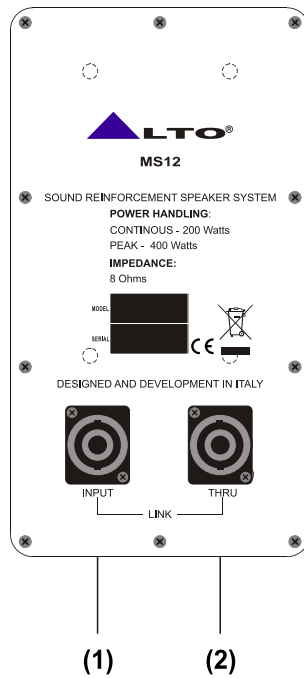 ALTO®
MS12
SOUND REINFORCEMENT SPEAKER SYSTEM
POWER HANDLING:
CONTINOUS - 200 Watts
PEAK - 400 Watts
IMPEDANCE:
8 Ohms
MODEL
SERIAL
CE
DESIGNED AND DEVELOPMENT IN ITALY
INPUT
THRU
LINK
(1)
(2)